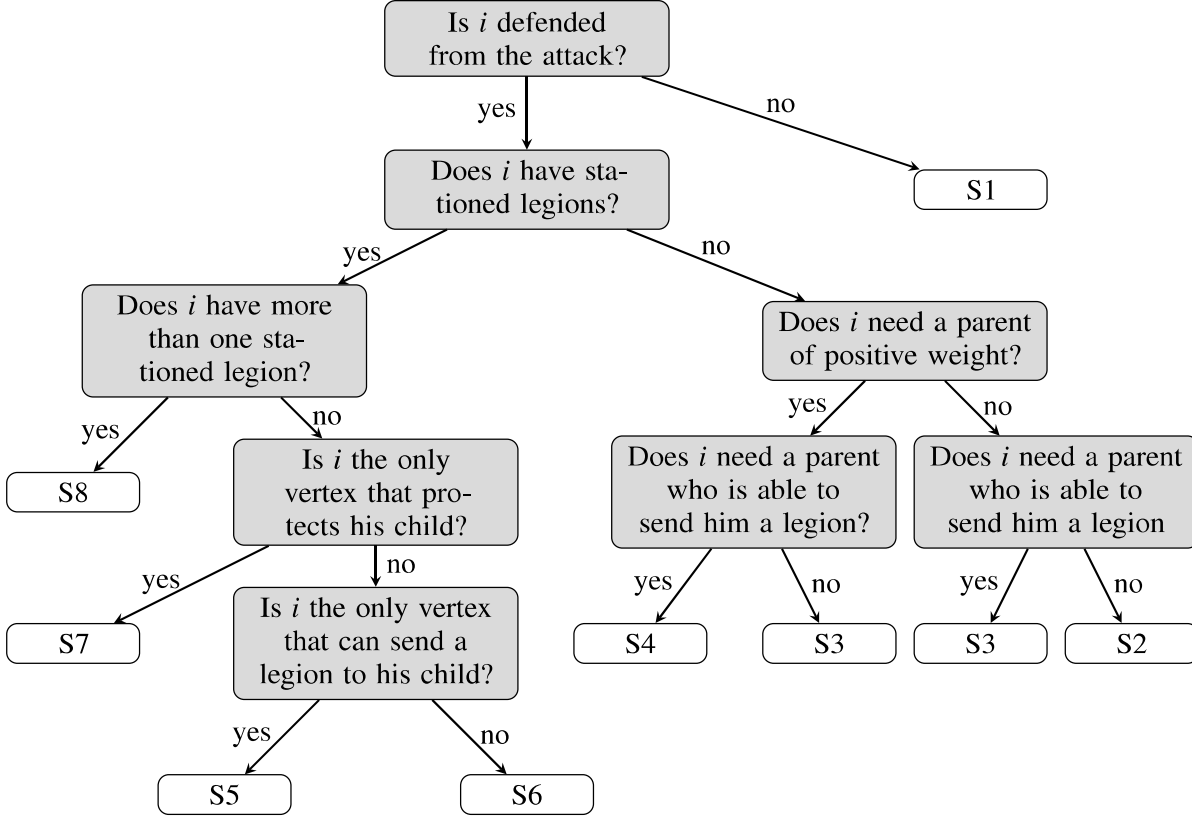 Is i defended
from the attack?
yes
no
Does i have sta-
tioned legions?
S1
yes
no
Does i have more
than one sta-
tioned legion?
Does i need a parent
of positive weight?
yes
no
yes
no
S8
Is i the only
vertex that pro-
tects his child?
Does i need a parent
who is able to
send him a legion?
Does i need a parent
who is able to
send him a legion
yes
no
yes
no
yes
no
S7
Is i the only vertex
that can send a
legion to his child?
S4
S3
S3
S2
yes
no
S5
S6